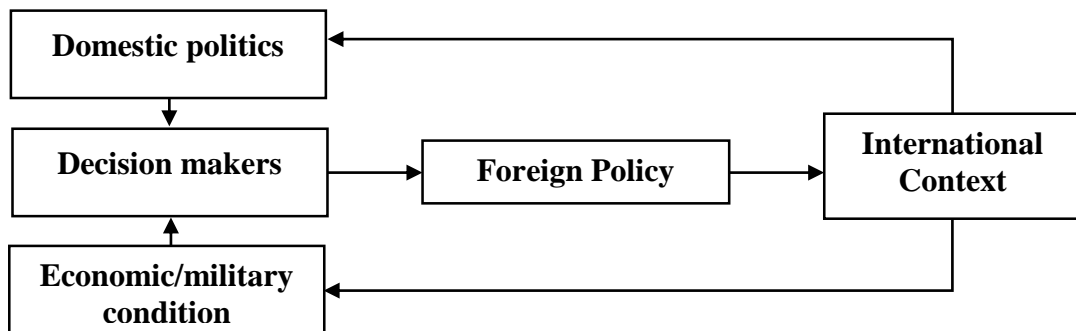 Domestic politics
Decision makers
Foreign Policy
International
Context
Economic/military
condition